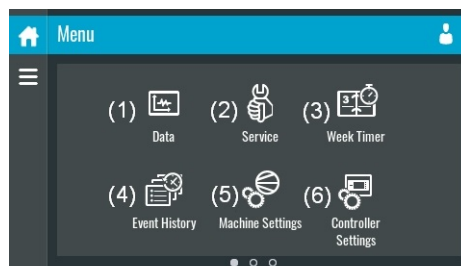 Menu
(1) (2) (3)
Data Service Week Timer
(4) (5) (6)
Event History Machine Settings Controller
Settings